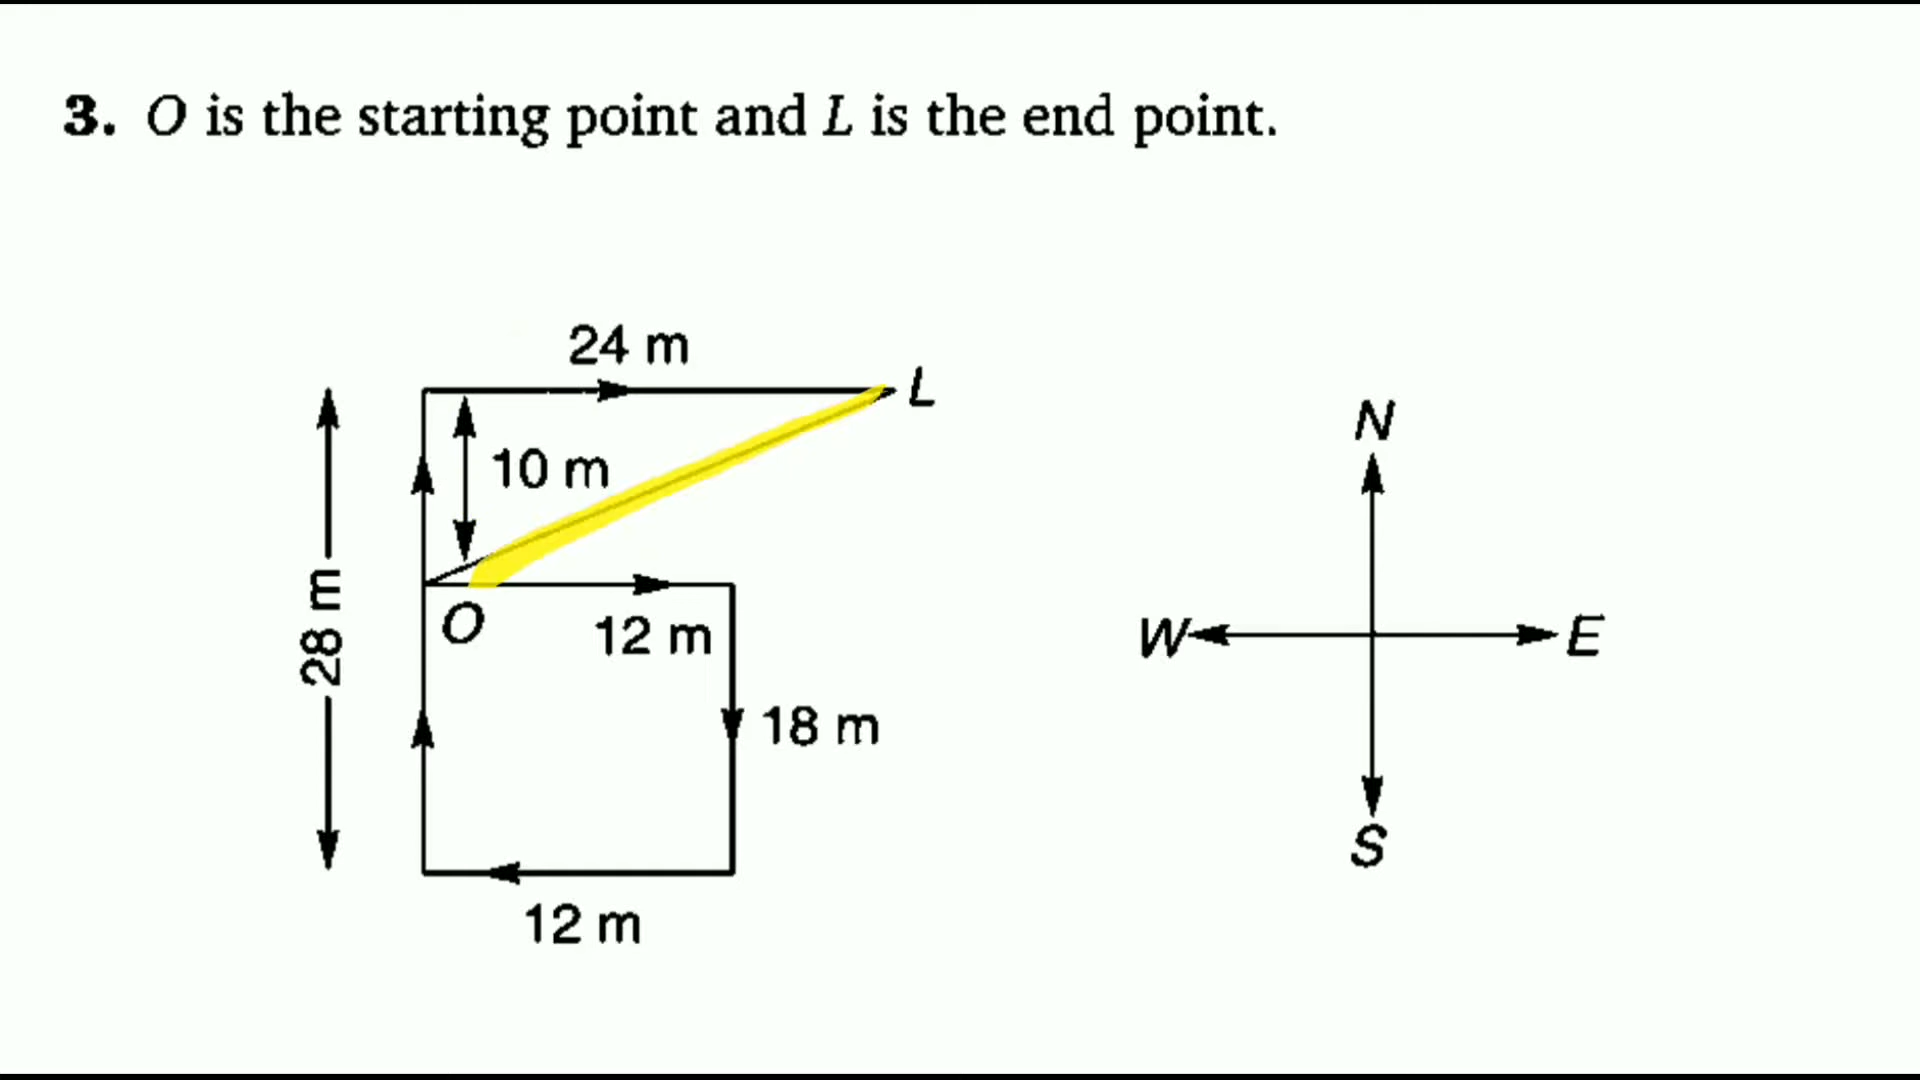 3. O is the starting point and L is the end point.
24 m
L
10 m
28 m
O
12 m
18 m
12 m
N
W
E
S